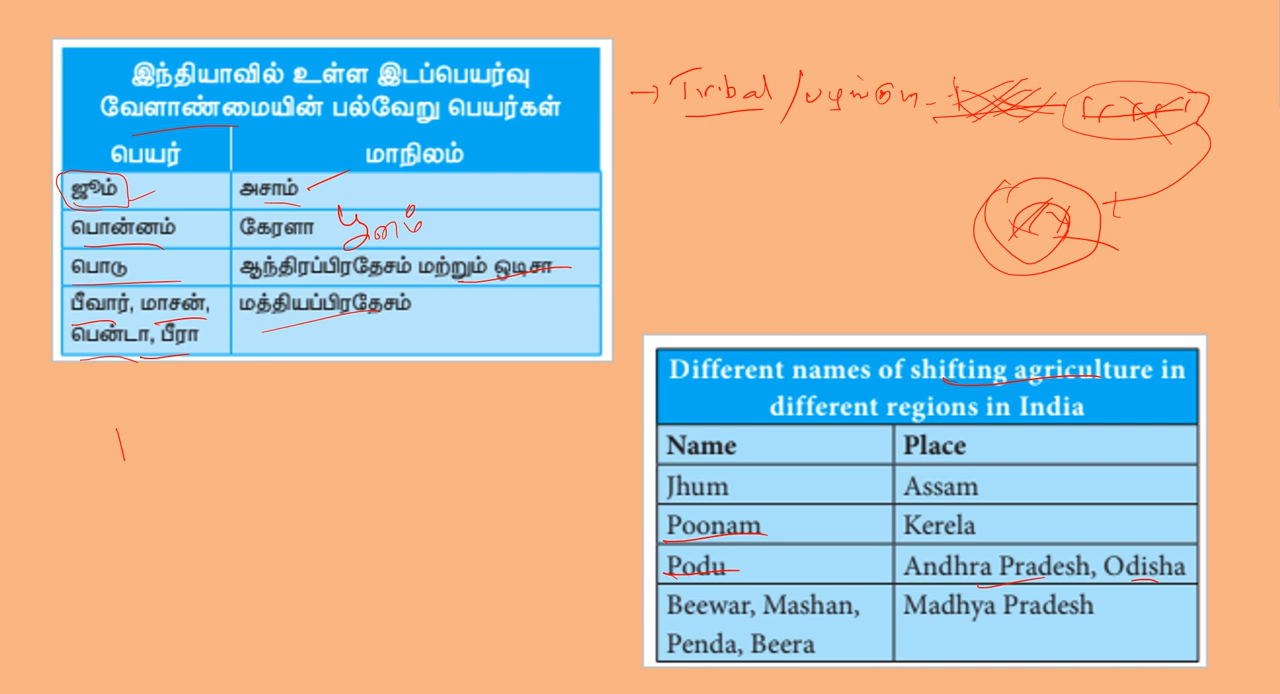 இந்தியாவில் உள்ள இடப்பெயர்வு
வேளாண்மையின் பல்வேறு பெயர்கள்
பெயர் மாநிலம்
ஜூம் அசாம்
பொன்னம் கேரளா
பொடு ஆந்திரப்பிரதேசம் மற்றும் ஒடிசா
பீவார், மாசன், மத்தியப்பிரதேசம்
பென்டா, பீரா
பூனம்
→ Tribal /
Different names of shifting agriculture in
different regions in India
Name Place
Jhum Assam
Poonam Kerela
Podu Andhra Pradesh, Odisha
Beewar, Mashan, Madhya Pradesh
Penda, Beera